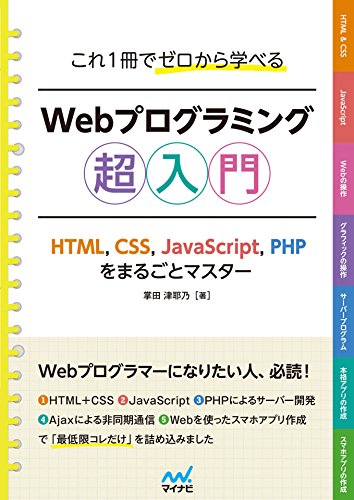 これ1冊でゼロから学べる
Webプログラミング
超入門
HTML, CSS, JavaScript, PHP
をまるごとマスター
掌田 津耶乃 [著]
Webプログラマーになりたい人、必読！
❶HTML+CSS ❷JavaScript ❸PHPによるサーバー開発
❹Ajaxによる非同期通信 ❺Webを使ったスマホアプリ作成
で「最低限コレだけ」を詰め込みました
マイナビ
HTML & CSS
JavaScript
Webの操作
グラフィックの操作
サーバープログラム
本格アプリの作成
スマホアプリの作成